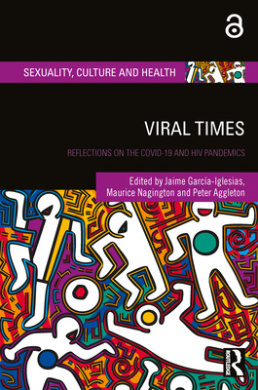 SEXUALITY, CULTURE AND HEALTH
VIRAL TIMES
REFLECTIONS ON THE COVID-19 AND HIV PANDEMICS
Edited by Jaime García-Iglesias,
Maurice Nagington and Peter Aggleton